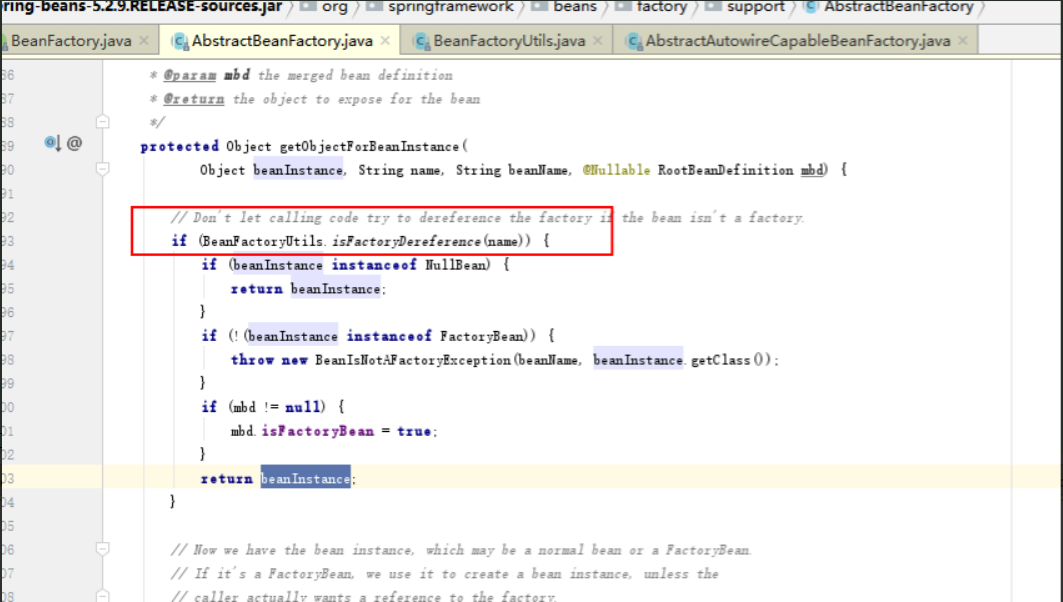 ring-beans-5.2.9.RELEASE-sources.jar org springframework beans factory support AbstractBeanFactory
BeanFactory.java AbstractBeanFactory.java BeanFactoryUtils.java AbstractAutowireCapableBeanFactory.java
86 * @param mbd the merged bean definition
87 * @return the object to expose for the bean
88 */
89 @ protected Object getObjectForBeanInstance(
90 Object beanInstance, String name, String beanName, @Nullable RootBeanDefinition mbd) {
91
92 // Don't let calling code try to dereference the factory if the bean isn't a factory.
93 if (BeanFactoryUtils.isFactoryDereference(name)) {
94 if (beanInstance instanceof NullBean) {
95 return beanInstance;
96 }
97 if (!(beanInstance instanceof FactoryBean)) {
98 throw new BeanIsNotAFactoryException(beanName, beanInstance.getClass());
99 }
00 if (mbd != null) {
01 mbd.isFactoryBean = true;
02 }
03 return beanInstance;
04 }
05
06 // Now we have the bean instance, which may be a normal bean or a FactoryBean.
07 // If it's a FactoryBean, we use it to create a bean instance, unless the
08 // caller actually wants a reference to the factory.